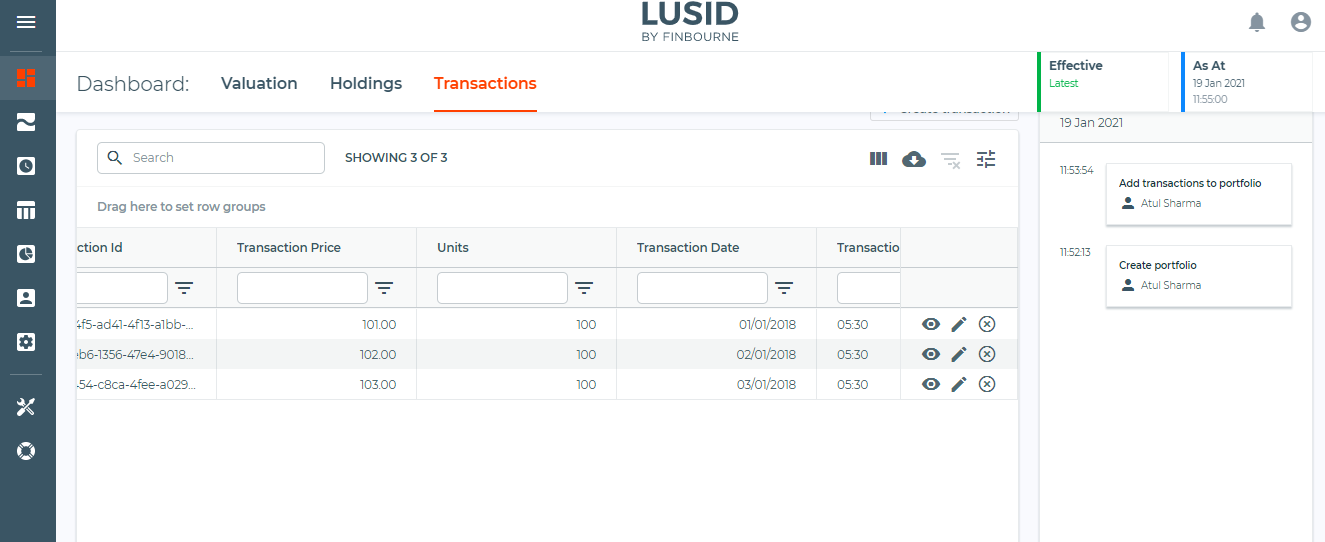 LUSID
BY FINBOURNE
Dashboard: Valuation Holdings Transactions
Effective
Latest
As At
19 Jan 2021
11:55:00
Create transaction
19 Jan 2021
Search
SHOWING 3 OF 3
Drag here to set row groups
ction Id Transaction Price Units Transaction Date Transactio
4f5-ad41-4f13-a1bb-... 101.00 100 01/01/2018 05:30
eb6-1356-47e4-9018... 102.00 100 02/01/2018 05:30
454-c8ca-4fee-a029... 103.00 100 03/01/2018 05:30
11:53:54
Add transactions to portfolio
Atul Sharma
11:52:13
Create portfolio
Atul Sharma